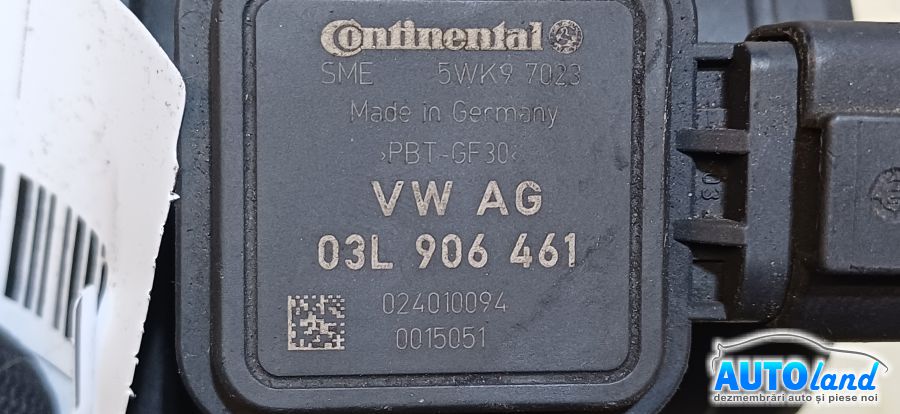 Continental
SME 5WK9 7023
Made in Germany
>PBT-GF30<
VW AG
03L 906 461
024010094
0015051
AUTOland
dezmembrări auto și piese noi